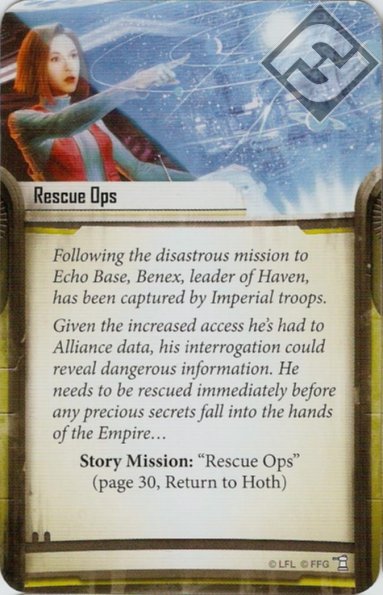 Rescue Ops
Following the disastrous mission to
Echo Base, Benex, leader of Haven,
has been captured by Imperial troops.
Given the increased access he's had to
Alliance data, his interrogation could
reveal dangerous information. He
needs to be rescued immediately before
any precious secrets fall into the hands
of the Empire…
Story Mission: “Rescue Ops”
(page 30, Return to Hoth)
© LFL © FFG